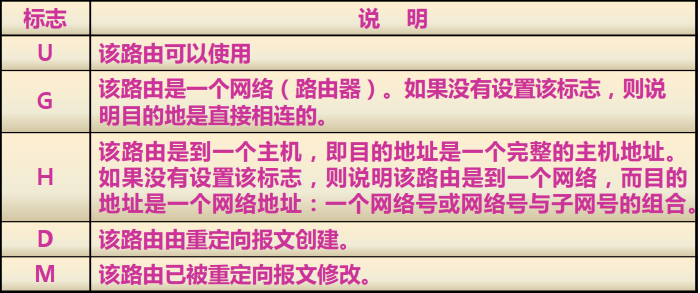 标志 说 明
U 该路由可以使用
G 该路由是一个网络（路由器）。如果没有设置该标志，则说
明目的地是直接相连的。
H 该路由是到一个主机，即目的地址是一个完整的主机地址。
如果没有设置该标志，则说明该路由是到一个网络，而目的
地址是一个网络地址：一个网络号或网络号与子网号的组合。
D 该路由由重定向报文创建。
M 该路由已被重定向报文修改。